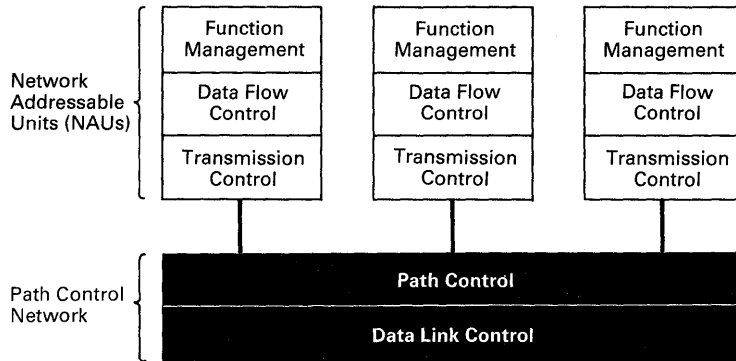 Function
Management
Function
Management
Function
Management
Network
Addressable
Units (NAUs)
Data Flow
Control
Data Flow
Control
Data Flow
Control
Transmission
Control
Transmission
Control
Transmission
Control
Path Control
Network
Path Control
Data Link Control